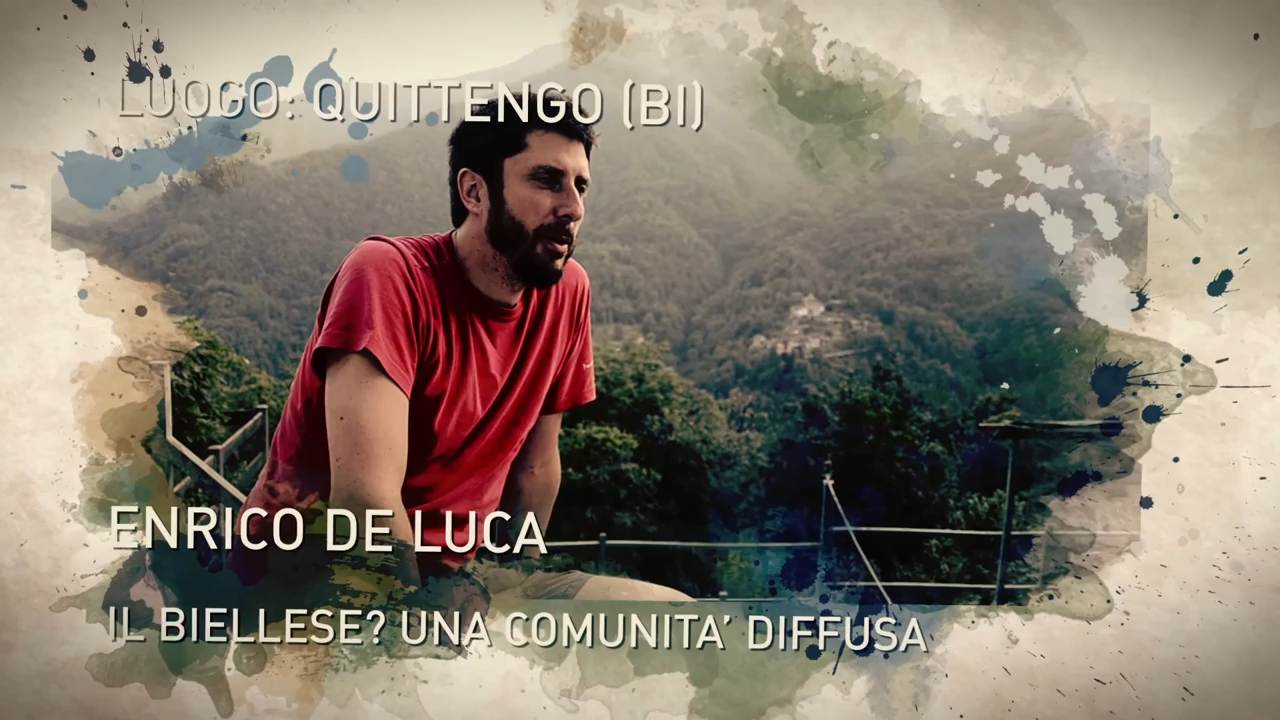 LUOGO: QUITTENGO (BI)
ENRICO DE LUCA
IL BIELLESE? UNA COMUNITA' DIFFUSA